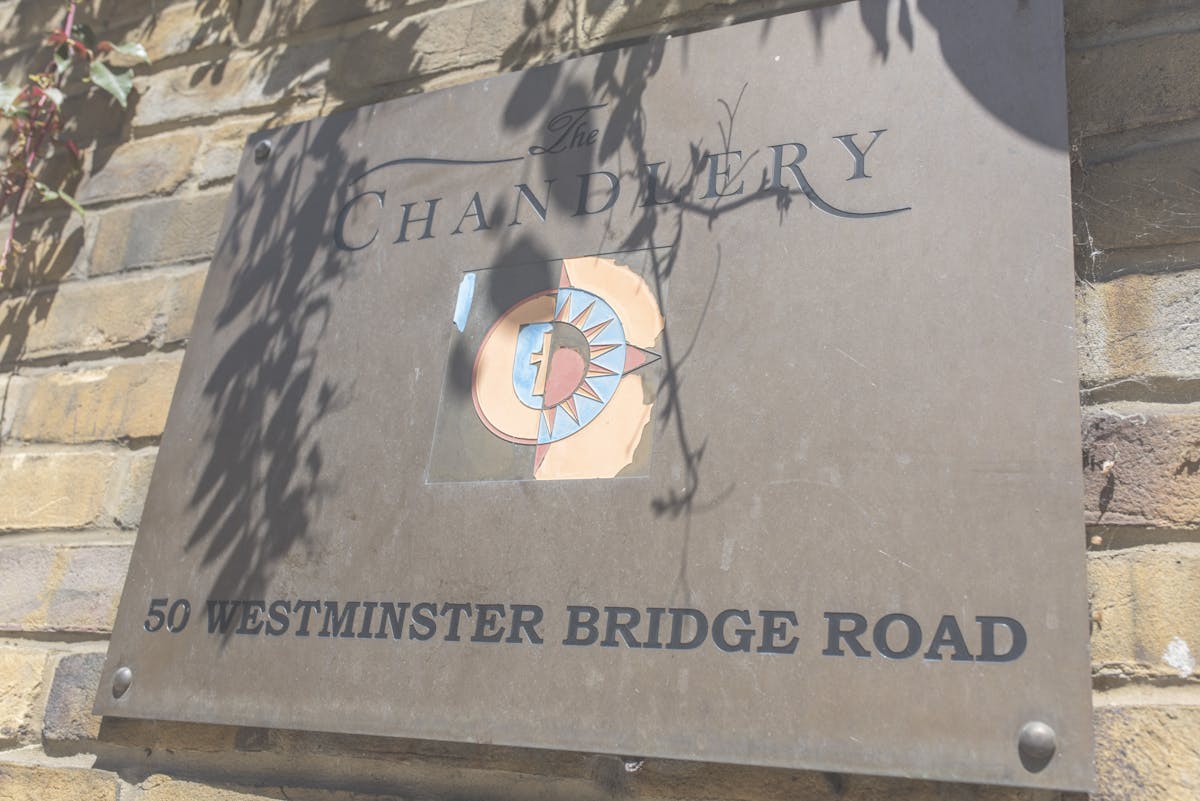 The
CHANDLERY
50 WESTMINSTER BRIDGE ROAD